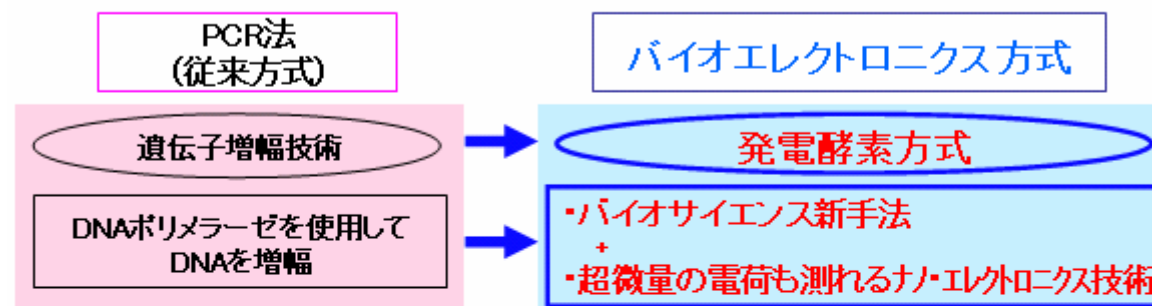 PCR法
(従来方式)
バイオエレクトロニクス方式
遺伝子増幅技術
発電酵素方式
DNAポリメラーゼを使用して
DNAを増幅
・バイオサイエンス新手法
+
・超微量の電荷も測れるナノ・エレクトロニクス技術